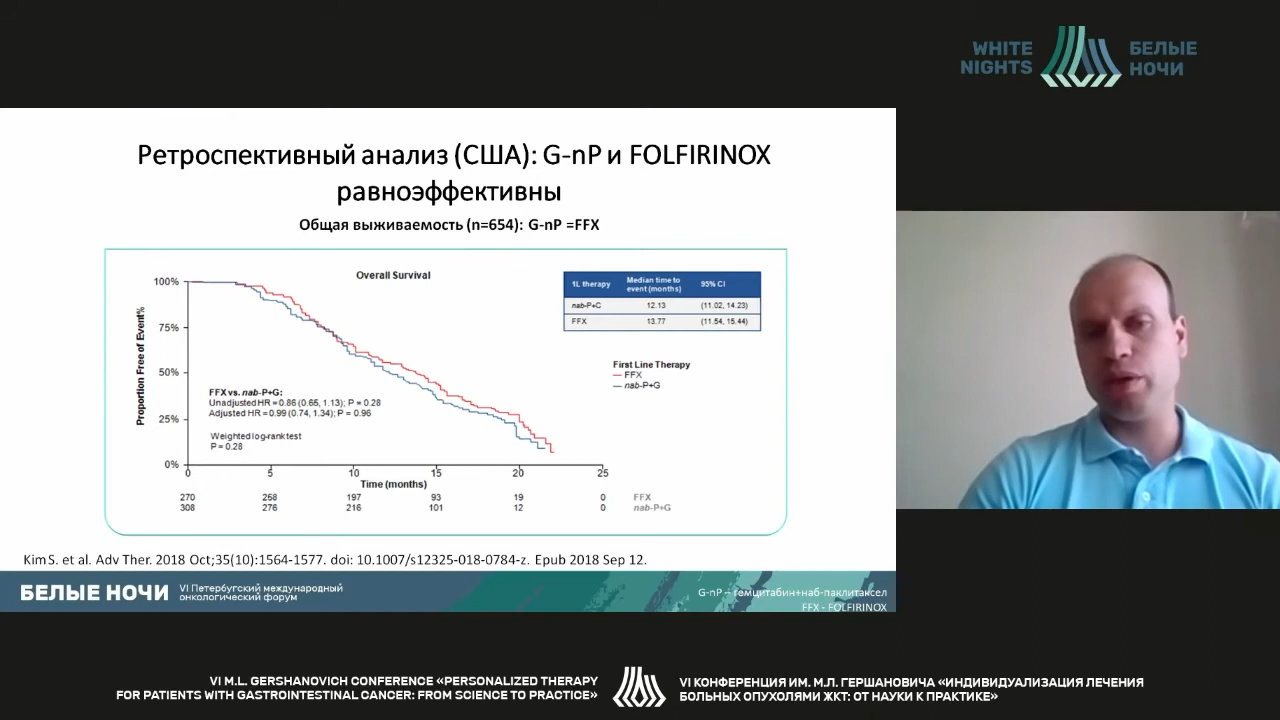 WHITE
NIGHTS
БЕЛЫЕ
НОЧИ
Ретроспективный анализ (США): G-nP и FOLFIRINOX
равноэффективны
Общая выживаемость (n=654): G-nP =FFX
Overall Survival
Proportion Free of Event%
100%
75%
50%
25%
0%
1L therapy Median time to event (months) 95% CI
nab-P+G 12.13 (11.02, 14.23)
FFX 13.77 (11.54, 15.44)
First Line Therapy
FFX
nab-P+G
FFX vs. nab-P+G:
Unadjusted HR = 0.86 (0.65, 1.13); P = 0.28
Adjusted HR = 0.99 (0.74, 1.34); P = 0.96
Weighted log-rank test
P = 0.28
0 5 10 15 20 25
Time (months)
270 258 197 93 19 0 FFX
308 276 216 101 12 0 nab-P+G
Kim S. et al. Adv Ther. 2018 Oct;35(10):1564-1577. doi: 10.1007/s12325-018-0784-z. Epub 2018 Sep 12.
БЕЛЫЕ НОЧИ
VI Петербугский международный
онкологический форум
G-nP – гемцитабин+наб-паклитаксел
FFX - FOLFIRINOX
VI M.L. GERSHANOVICH CONFERENCE «PERSONALIZED THERAPY
FOR PATIENTS WITH GASTROINTESTINAL CANCER: FROM SCIENCE TO PRACTICE»
VI КОНФЕРЕНЦИЯ ИМ. М.Л. ГЕРШАНОВИЧА «ИНДИВИДУАЛИЗАЦИЯ ЛЕЧЕНИЯ
БОЛЬНЫХ ОПУХОЛЯМИ ЖКТ: ОТ НАУКИ К ПРАКТИКЕ»